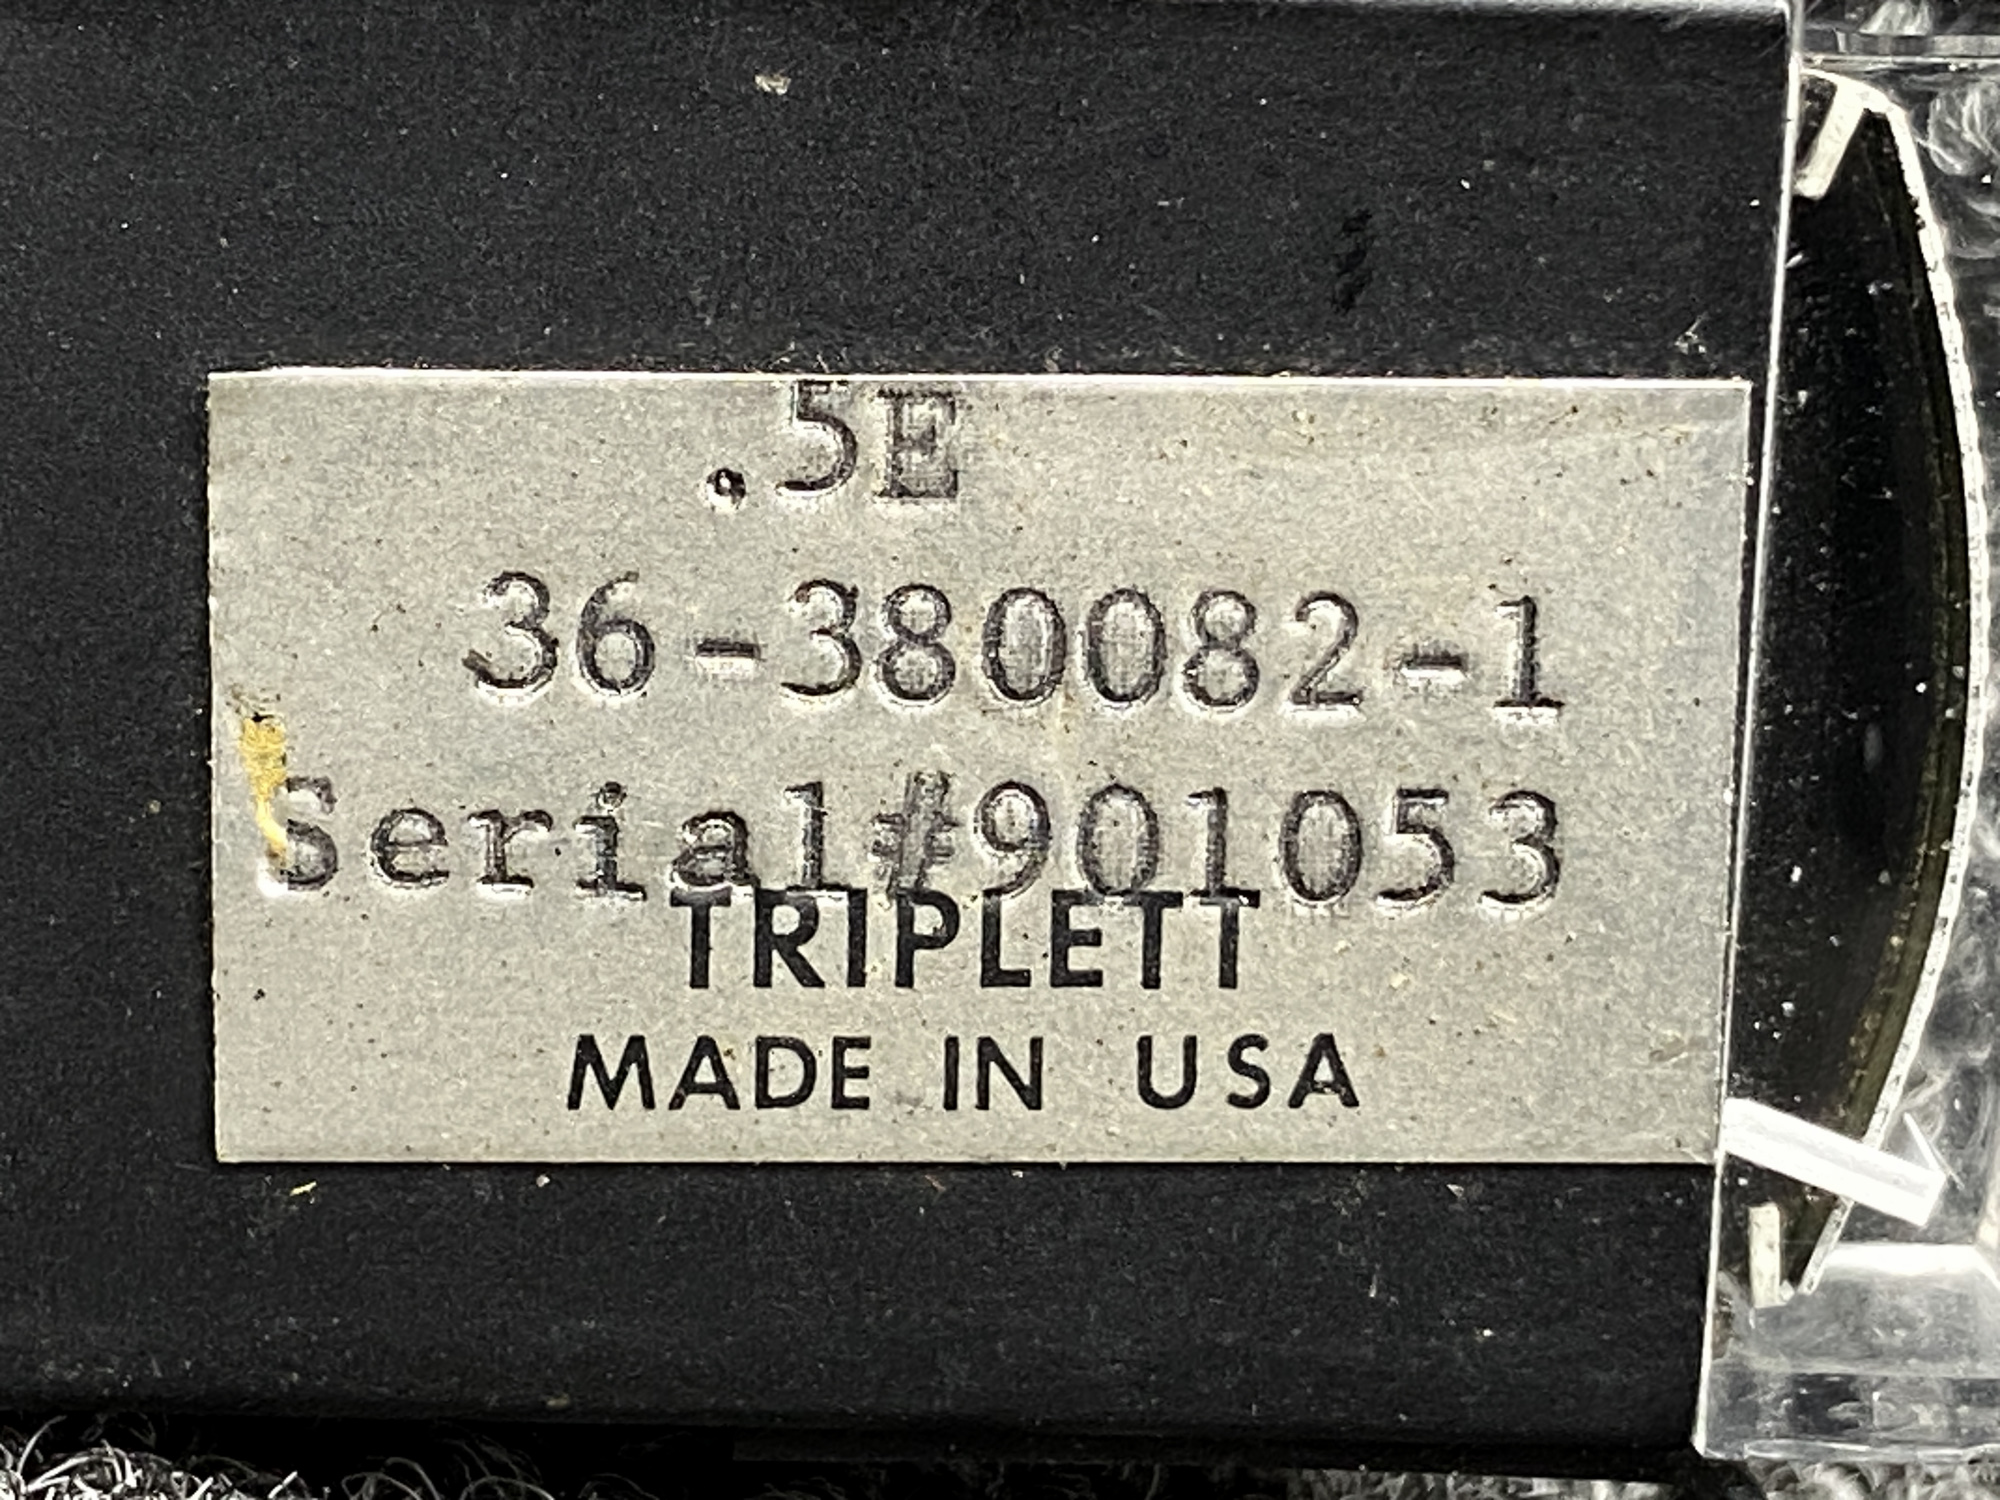 .5E
36-380082-1
Serial#901053
TRIPLETT
MADE IN USA